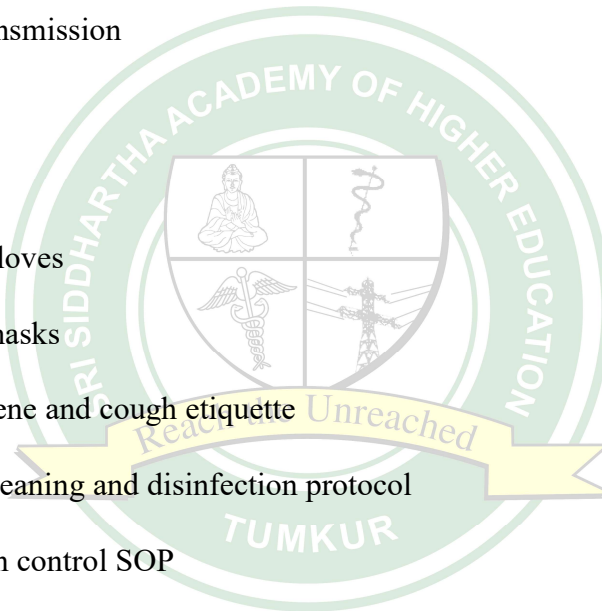 nsmission
SRI SIDDHARTHA ACADEMY OF HIGHER EDUCATION
loves
nasks
ene and cough etiquette
Reach the Unreached
leaning and disinfection protocol
TUMKUR
n control SOP